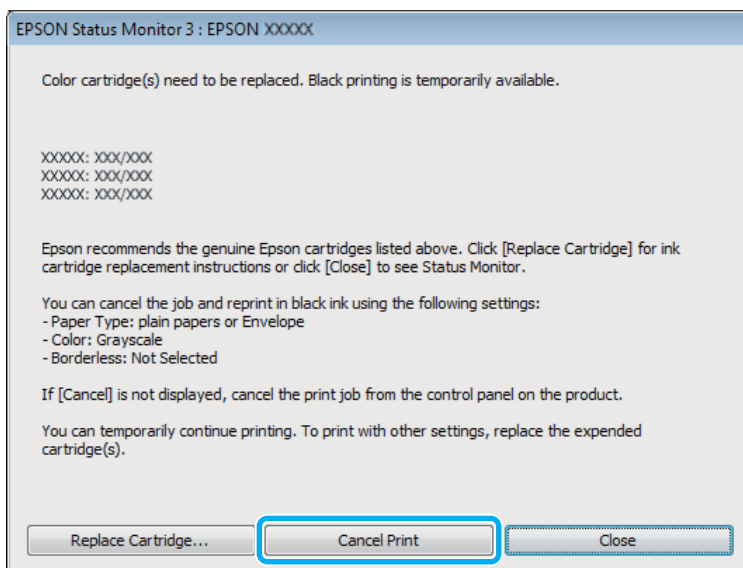 EPSON Status Monitor 3 : EPSON XXXXX
Color cartridge(s) need to be replaced. Black printing is temporarily available.
XXXXX: XXX/XXX
XXXXX: XXX/XXX
XXXXX: XXX/XXX
Epson recommends the genuine Epson cartridges listed above. Click [Replace Cartridge] for ink
cartridge replacement instructions or click [Close] to see Status Monitor.
You can cancel the job and reprint in black ink using the following settings:
- Paper Type: plain papers or Envelope
- Color: Grayscale
- Borderless: Not Selected
If [Cancel] is not displayed, cancel the print job from the control panel on the product.
You can temporarily continue printing. To print with other settings, replace the expended
cartridge(s).
Replace Cartridge... Cancel Print Close